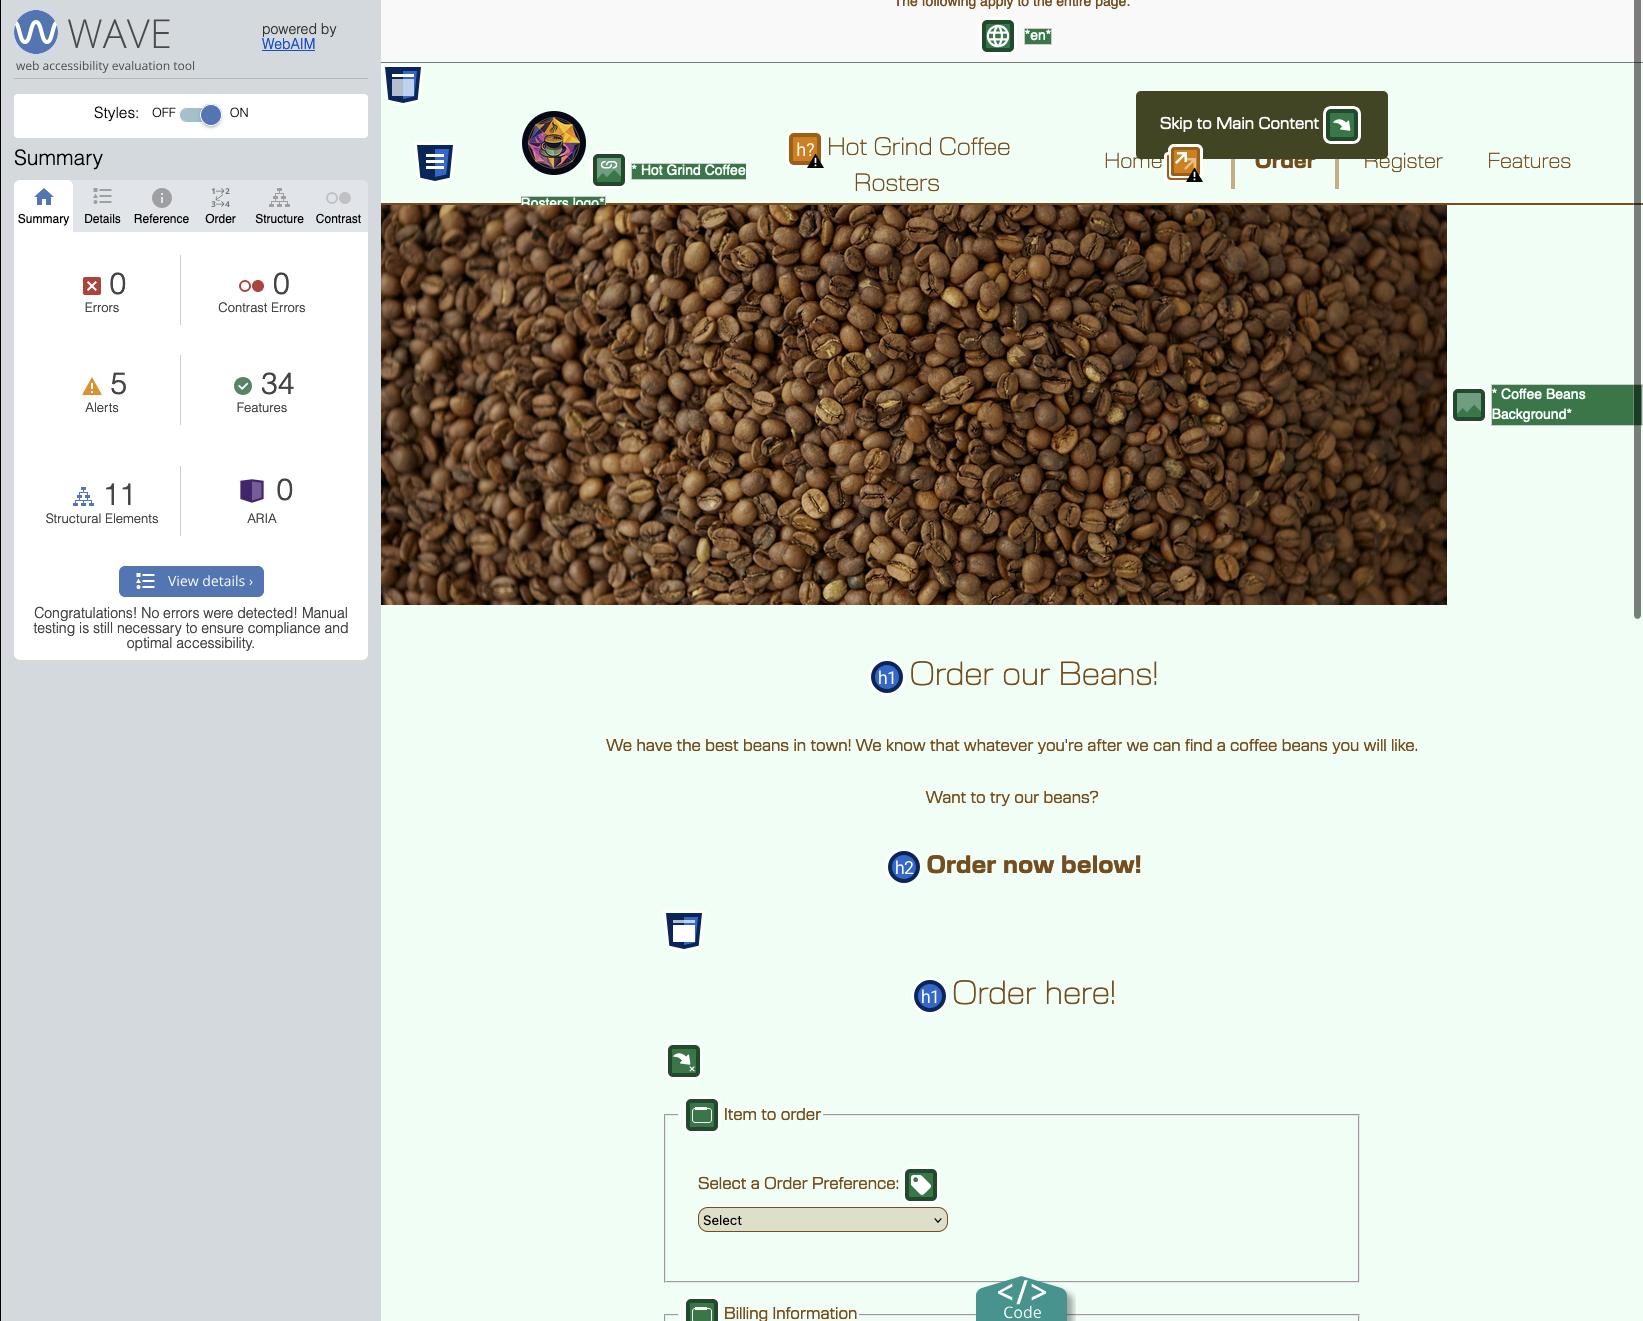 WAVE
powered by
WebAIM
web accessibility evaluation tool
Styles: OFF ON
Summary
Summary Details Reference Order Structure Contrast
0
Errors
0
Contrast Errors
5
Alerts
34
Features
11
Structural Elements
0
ARIA
View details ›
Congratulations! No errors were detected! Manual
testing is still necessary to ensure compliance and
optimal accessibility.
The following apply to the entire page:
*en*
Skip to Main Content
* Hot Grind Coffee
Rosters logo*
h? Hot Grind Coffee
Rosters
Home Order Register Features
* Coffee Beans
Background*
h1 Order our Beans!
We have the best beans in town! We know that whatever you're after we can find a coffee beans you will like.
Want to try our beans?
h2 Order now below!
h1 Order here!
Item to order
Select a Order Preference:
Select
Billing Information
</>
Code